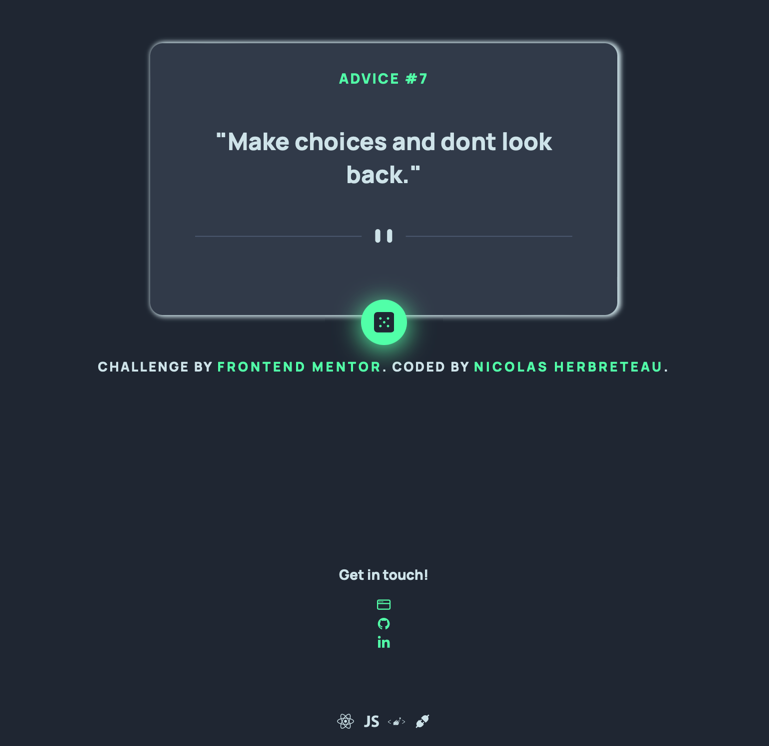 ADVICE #7
"Make choices and dont look
back."
CHALLENGE BY FRONTEND MENTOR. CODED BY NICOLAS HERBRETEAU.
Get in touch!
in
JS